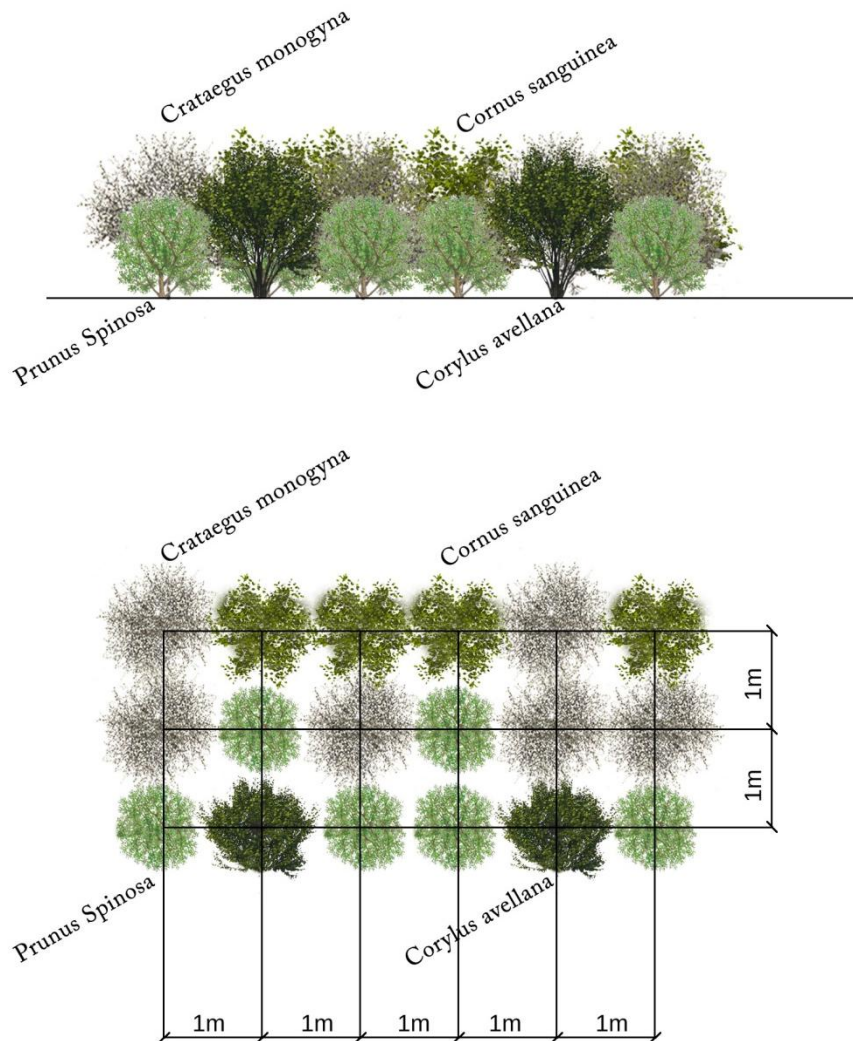 Crataegus monogyna
Cornus sanguinea
Prunus Spinosa
Corylus avellana
Crataegus monogyna
Cornus sanguinea
1m
1m
Prunus Spinosa
Corylus avellana
1m
1m
1m
1m
1m